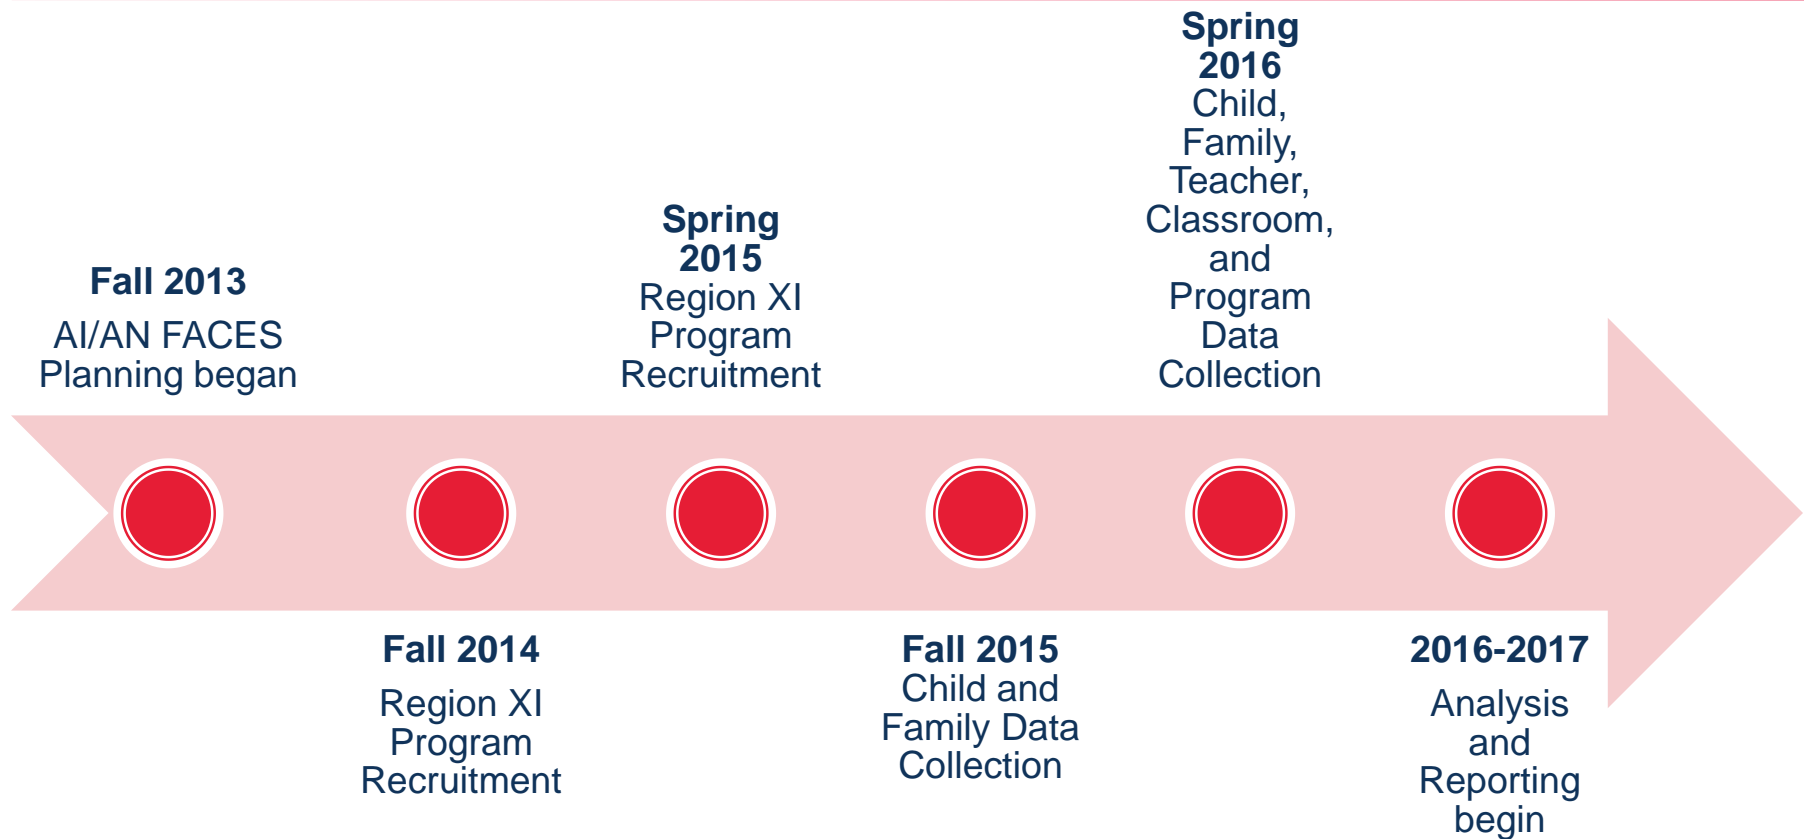 Fall 2013
AI/AN FACES
Planning began
Fall 2014
Region XI
Program
Recruitment
Spring
2015
Region XI
Program
Recruitment
Fall 2015
Child and
Family Data
Collection
Spring
2016
Child,
Family,
Teacher,
Classroom,
and
Program
Data
Collection
2016-2017
Analysis
and
Reporting
begin